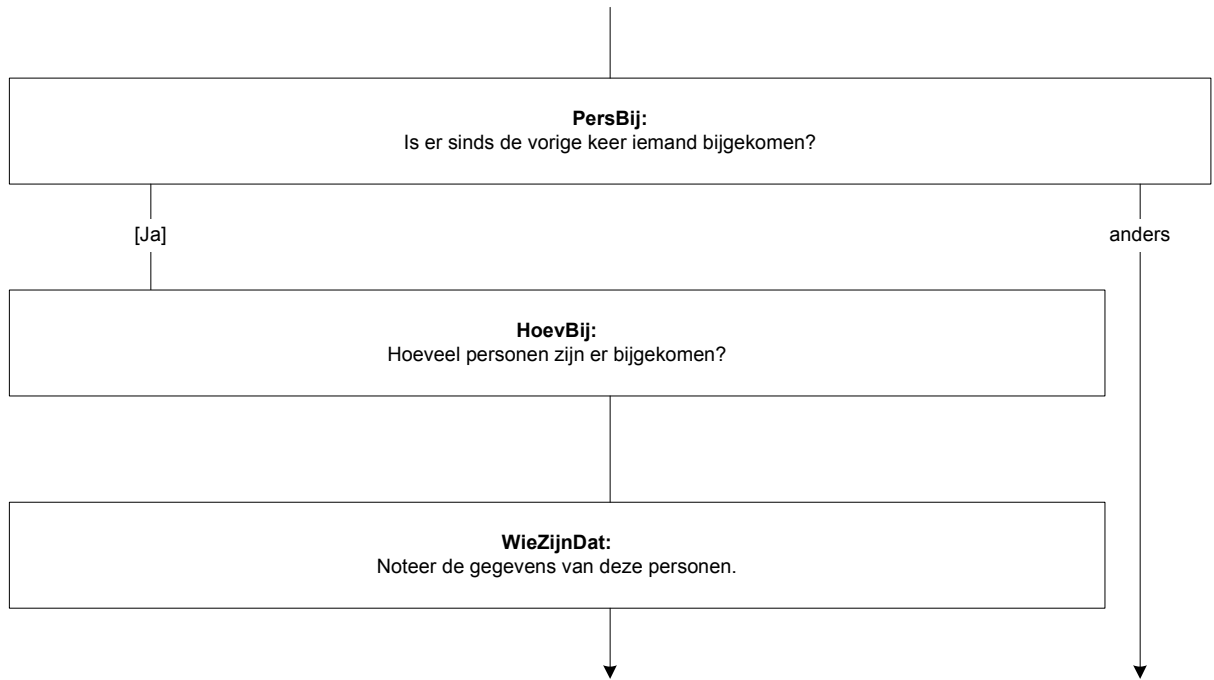 PersBij:
Is er sinds de vorige keer iemand bijgekomen?
[Ja]
anders
HoevBij:
Hoeveel personen zijn er bijgekomen?
WieZijnDat:
Noteer de gegevens van deze personen.